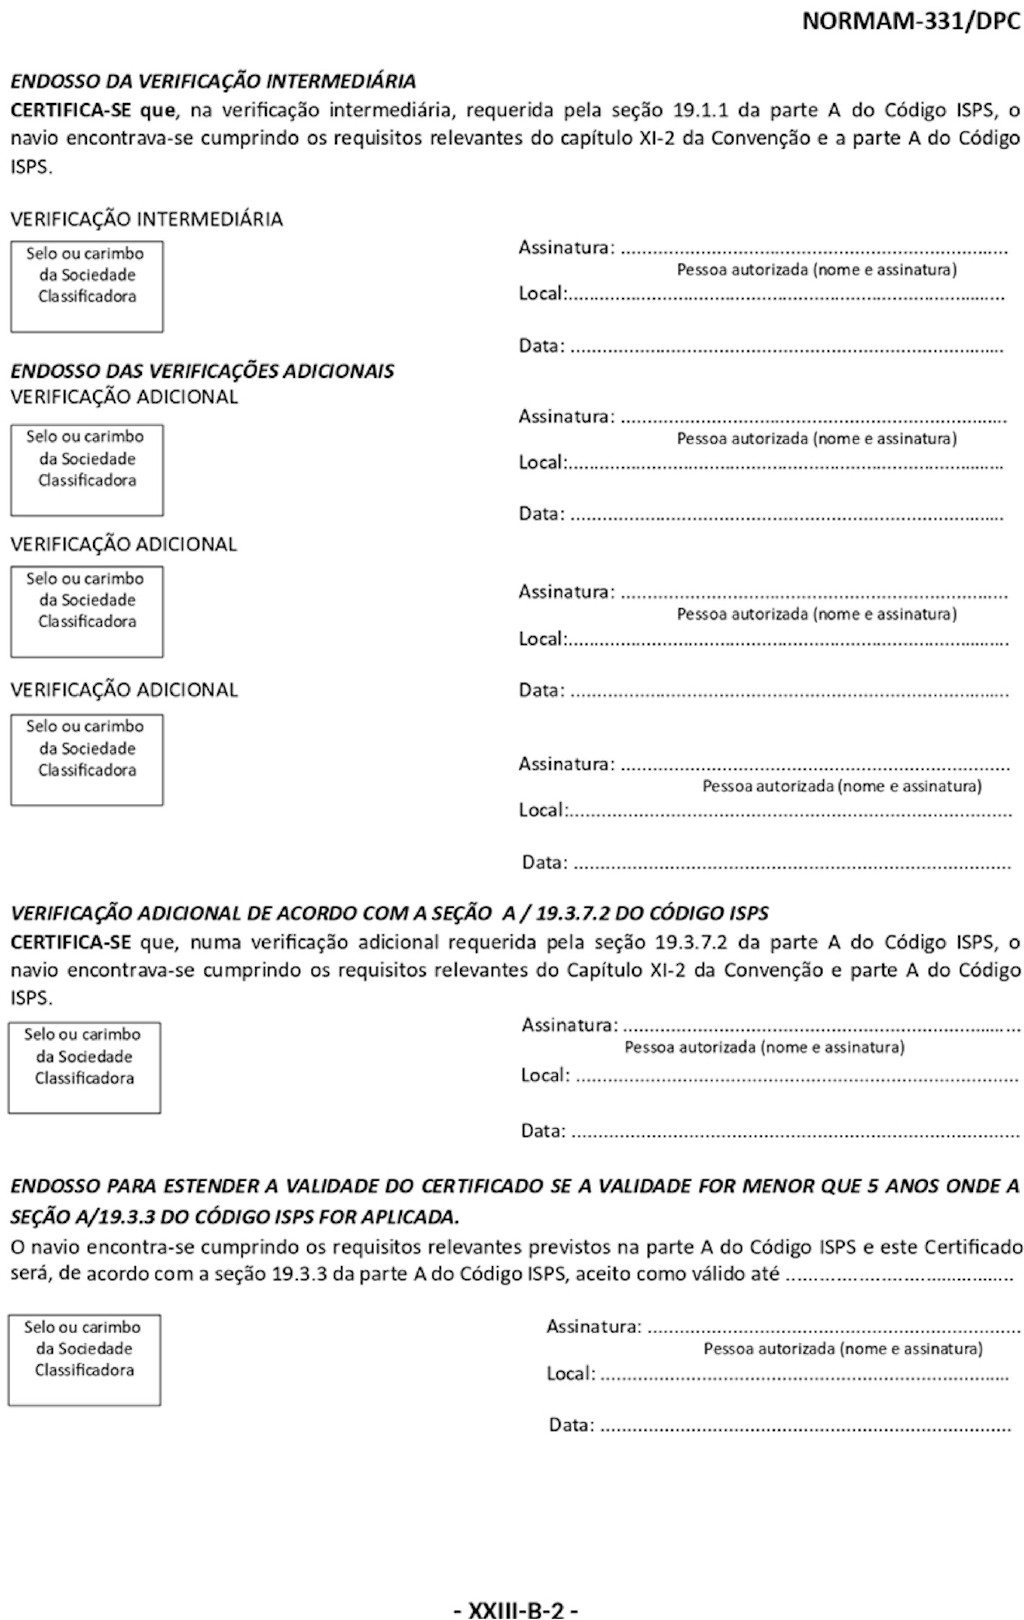 NORMAM-331/DPC
ENDOSSO DA VERIFICAÇÃO INTERMEDIÁRIA
CERTIFICA-SE que, na verificação intermediária, requerida pela seção 19.1.1 da parte A do Código ISPS, o
navio encontrava-se cumprindo os requisitos relevantes do capítulo XI-2 da Convenção e a parte A do Código
ISPS.
VERIFICAÇÃO INTERMEDIÁRIA
Selo ou carimbo
da Sociedade
Classificadora
Assinatura: ..........................................................................
Pessoa autorizada (nome e assinatura)
Local:...................................................................................
Data: ..................................................................................
ENDOSSO DAS VERIFICAÇÕES ADICIONAIS
VERIFICAÇÃO ADICIONAL
Selo ou carimbo
da Sociedade
Classificadora
Assinatura: ..........................................................................
Pessoa autorizada (nome e assinatura)
Local:...................................................................................
Data: ..................................................................................
VERIFICAÇÃO ADICIONAL
Selo ou carimbo
da Sociedade
Classificadora
Assinatura: ..........................................................................
Pessoa autorizada (nome e assinatura)
Local:....................................................................................
VERIFICAÇÃO ADICIONAL
Data: ...................................................................................
Selo ou carimbo
da Sociedade
Classificadora
Assinatura: ..........................................................................
Pessoa autorizada (nome e assinatura)
Local:....................................................................................
Data: ...................................................................................
VERIFICAÇÃO ADICIONAL DE ACORDO COM A SEÇÃO A / 19.3.7.2 DO CÓDIGO ISPS
CERTIFICA-SE que, numa verificação adicional requerida pela seção 19.3.7.2 da parte A do Código ISPS, o
navio encontrava-se cumprindo os requisitos relevantes do Capítulo XI-2 da Convenção e parte A do Código
ISPS.
Selo ou carimbo
da Sociedade
Classificadora
Assinatura: ............................................................................
Pessoa autorizada (nome e assinatura)
Local: ....................................................................................
Data: .....................................................................................
ENDOSSO PARA ESTENDER A VALIDADE DO CERTIFICADO SE A VALIDADE FOR MENOR QUE 5 ANOS ONDE A
SEÇÃO A/19.3.3 DO CÓDIGO ISPS FOR APLICADA.
O navio encontra-se cumprindo os requisitos relevantes previstos na parte A do Código ISPS e este Certificado
será, de acordo com a seção 19.3.3 da parte A do Código ISPS, aceito como válido até ...........................................
Selo ou carimbo
da Sociedade
Classificadora
Assinatura: .......................................................................
Pessoa autorizada (nome e assinatura)
Local: .............................................................................
Data: ..............................................................................
- XXIII-B-2 -